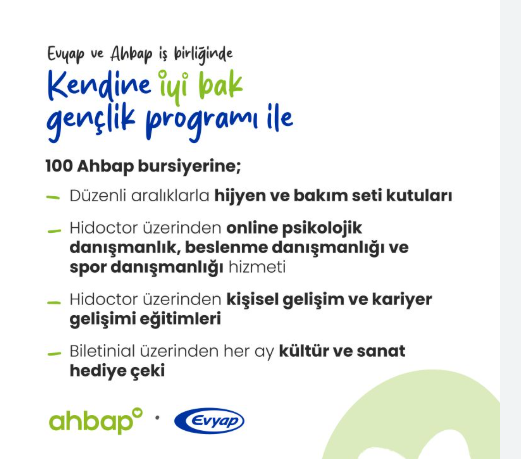 Evyap ve Ahbap iş birliğinde
Kendine iyi bak
gençlik programı ile
100 Ahbap bursiyerine;
– Düzenli aralıklarla hijyen ve bakım seti kutuları
– Hidoctor üzerinden online psikolojik
danışmanlık, beslenme danışmanlığı ve
spor danışmanlığı hizmeti
– Hidoctor üzerinden kişisel gelişim ve kariyer
gelişimi eğitimleri
– Biletinial üzerinden her ay kültür ve sanat
hediye çeki
ahbap · Evyap